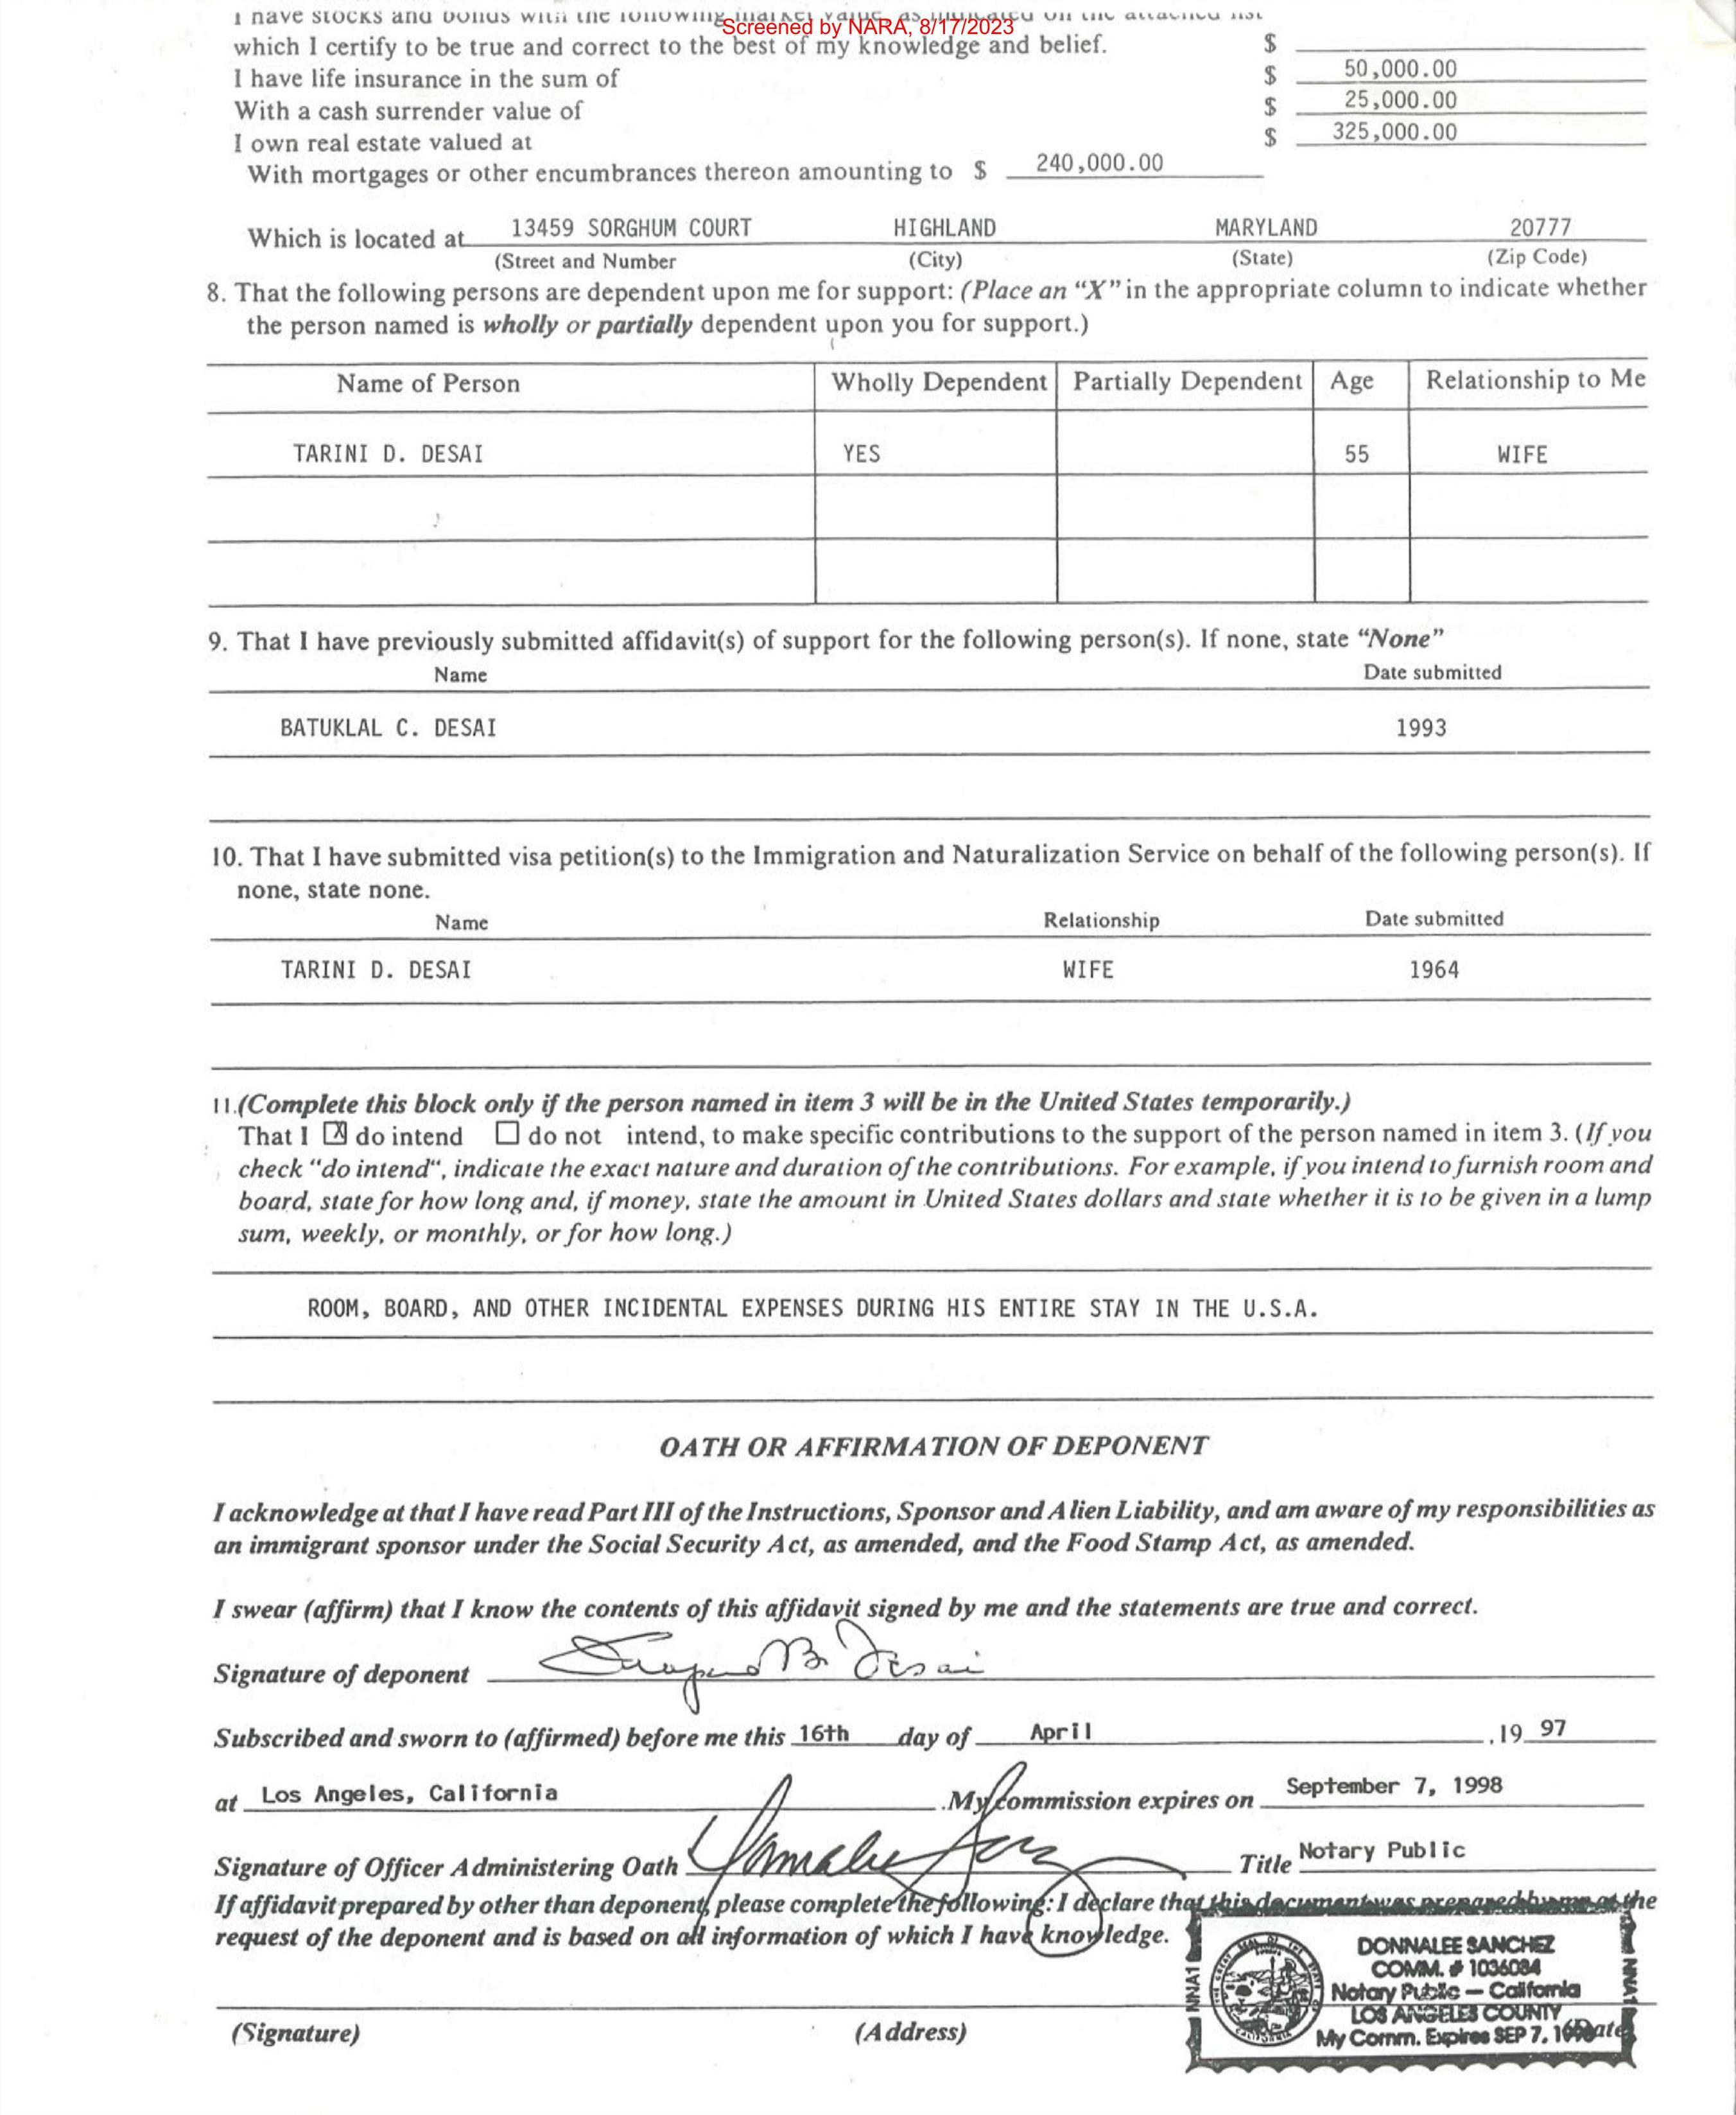 I have stocks and bonds with the following market value, as indicated on the attached list
Screened by NARA, 8/17/2023
which I certify to be true and correct to the best of my knowledge and belief. $
I have life insurance in the sum of $ 50,000.00
With a cash surrender value of $ 25,000.00
I own real estate valued at $ 325,000.00
With mortgages or other encumbrances thereon amounting to $ 240,000.00
Which is located at 13459 SORGHUM COURT HIGHLAND MARYLAND 20777
(Street and Number (City) (State) (Zip Code)
8. That the following persons are dependent upon me for support: (Place an “X” in the appropriate column to indicate whether
the person named is wholly or partially dependent upon you for support.)
Name of Person Wholly Dependent Partially Dependent Age Relationship to Me
TARINI D. DESAI YES 55 WIFE
9. That I have previously submitted affidavit(s) of support for the following person(s). If none, state “None”
Name Date submitted
BATUKLAL C. DESAI 1993
10. That I have submitted visa petition(s) to the Immigration and Naturalization Service on behalf of the following person(s). If
none, state none.
Name Relationship Date submitted
TARINI D. DESAI WIFE 1964
11.(Complete this block only if the person named in item 3 will be in the United States temporarily.)
That I [X] do intend [ ] do not intend, to make specific contributions to the support of the person named in item 3. (If you
check “do intend“, indicate the exact nature and duration of the contributions. For example, if you intend to furnish room and
board, state for how long and, if money, state the amount in United States dollars and state whether it is to be given in a lump
sum, weekly, or monthly, or for how long.)
ROOM, BOARD, AND OTHER INCIDENTAL EXPENSES DURING HIS ENTIRE STAY IN THE U.S.A.
OATH OR AFFIRMATION OF DEPONENT
I acknowledge at that I have read Part III of the Instructions, Sponsor and Alien Liability, and am aware of my responsibilities as
an immigrant sponsor under the Social Security Act, as amended, and the Food Stamp Act, as amended.
I swear (affirm) that I know the contents of this affidavit signed by me and the statements are true and correct.
Signature of deponent B. Desai
Subscribed and sworn to (affirmed) before me this 16th day of April , 19 97
at Los Angeles, California . My commission expires on September 7, 1998
Signature of Officer Administering Oath Title Notary Public
If affidavit prepared by other than deponent, please complete the following: I declare that this document was prepared by me at the
request of the deponent and is based on all information of which I have knowledge.
NNA1 NNA1
DONNALEE SANCHEZ
COMM. # 1036084
Notary Public — California
LOS ANGELES COUNTY
My Comm. Expires SEP 7, 1998
(Signature) (Address) (Date)